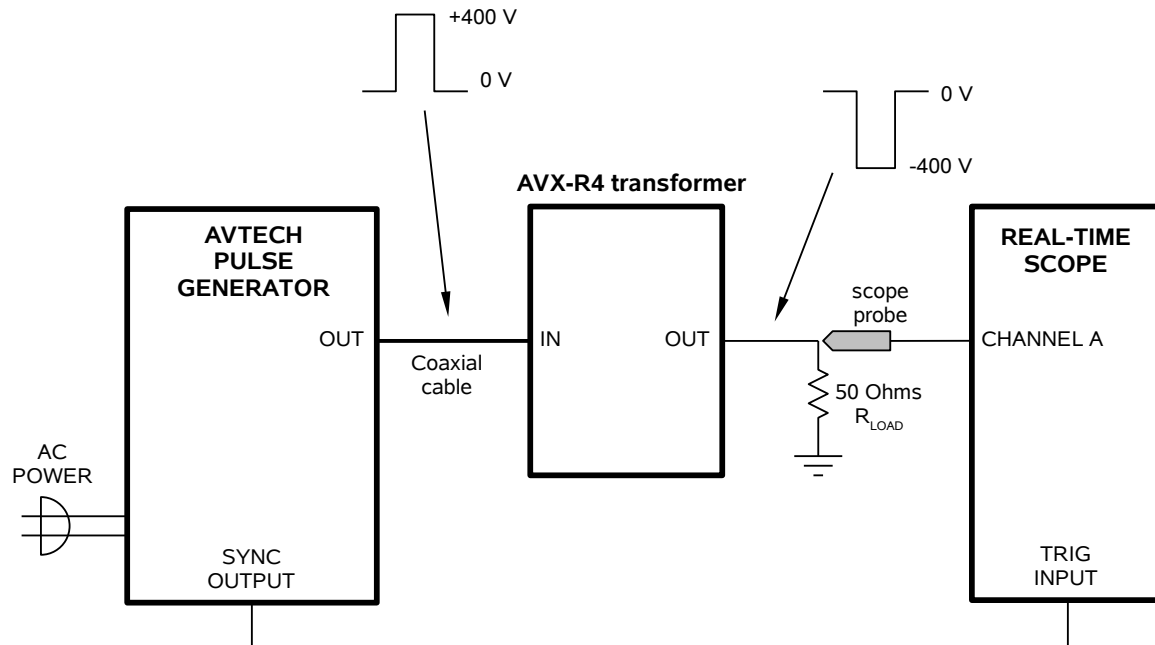 +400 V
0 V
0 V
-400 V
AVX-R4 transformer
AVTECH
PULSE
GENERATOR
REAL-TIME
SCOPE
scope
probe
OUT
IN
OUT
CHANNEL A
Coaxial
cable
50 Ohms
R_LOAD
AC
POWER
SYNC
OUTPUT
TRIG
INPUT